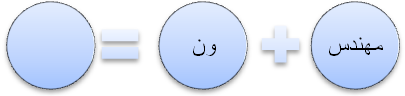 مهندس + ون =